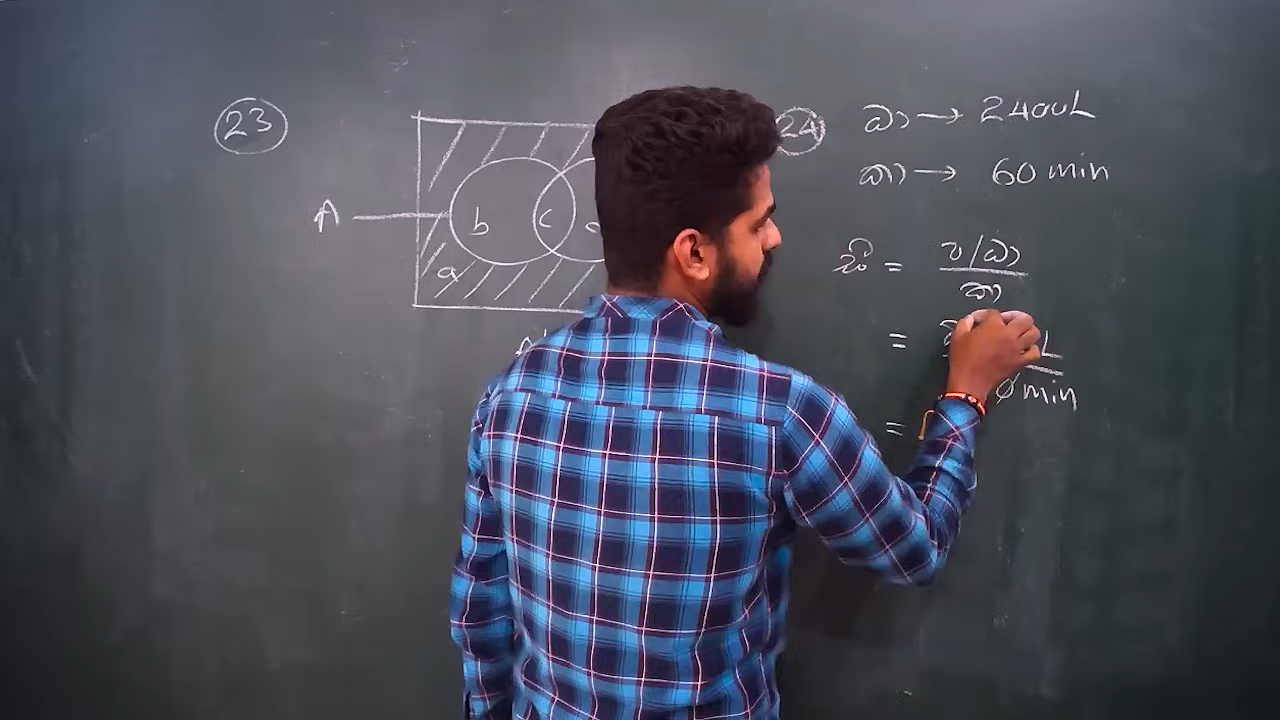 23
A
b
c
a
24
ධා → 2400L
කා → 60 min
= ප/ධා
කා
=
L
0 min
=